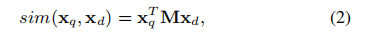 sim(x_q, x_d) = x_q^T M x_d, (2)